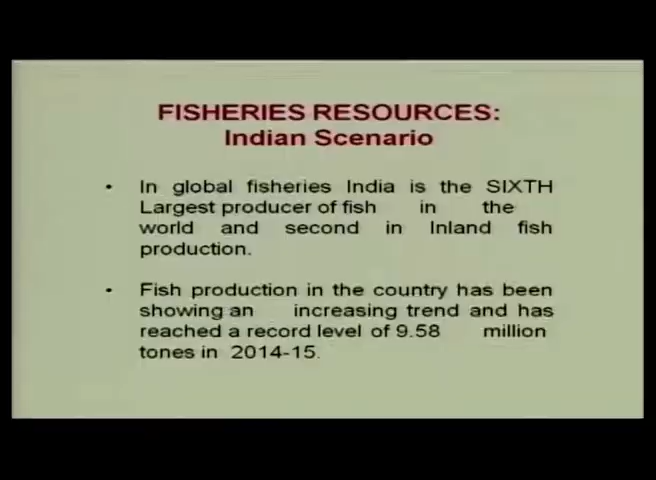 FISHERIES RESOURCES:
Indian Scenario
• In global fisheries India is the SIXTH
Largest producer of fish in the
world and second in Inland fish
production.
• Fish production in the country has been
showing an increasing trend and has
reached a record level of 9.58 million
tones in 2014-15.